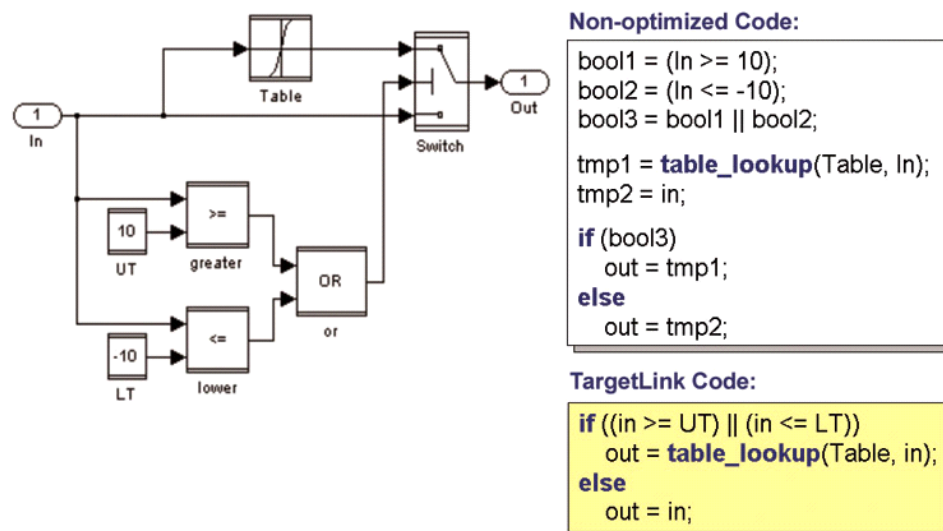 Table
1
In
Switch
1
Out
10
UT
>=
greater
OR
or
-10
LT
<=
lower
Non-optimized Code:
bool1 = (In >= 10);
bool2 = (In <= -10);
bool3 = bool1 || bool2;
tmp1 = table_lookup(Table, In);
tmp2 = in;
if (bool3)
out = tmp1;
else
out = tmp2;
TargetLink Code:
if ((in >= UT) || (in <= LT))
out = table_lookup(Table, in);
else
out = in;